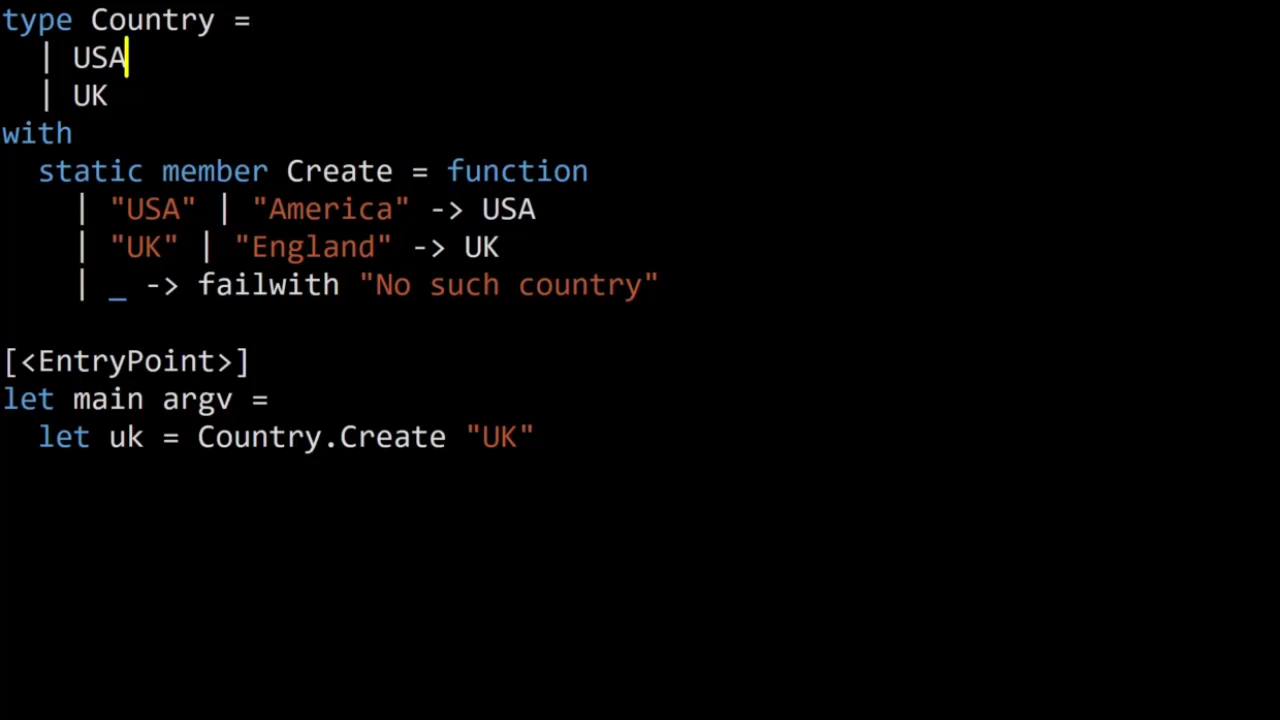 type Country =
  | USA
  | UK
with
  static member Create = function
    | "USA" | "America" -> USA
    | "UK" | "England" -> UK
    | _ -> failwith "No such country"

[<EntryPoint>]
let main argv =
  let uk = Country.Create "UK"